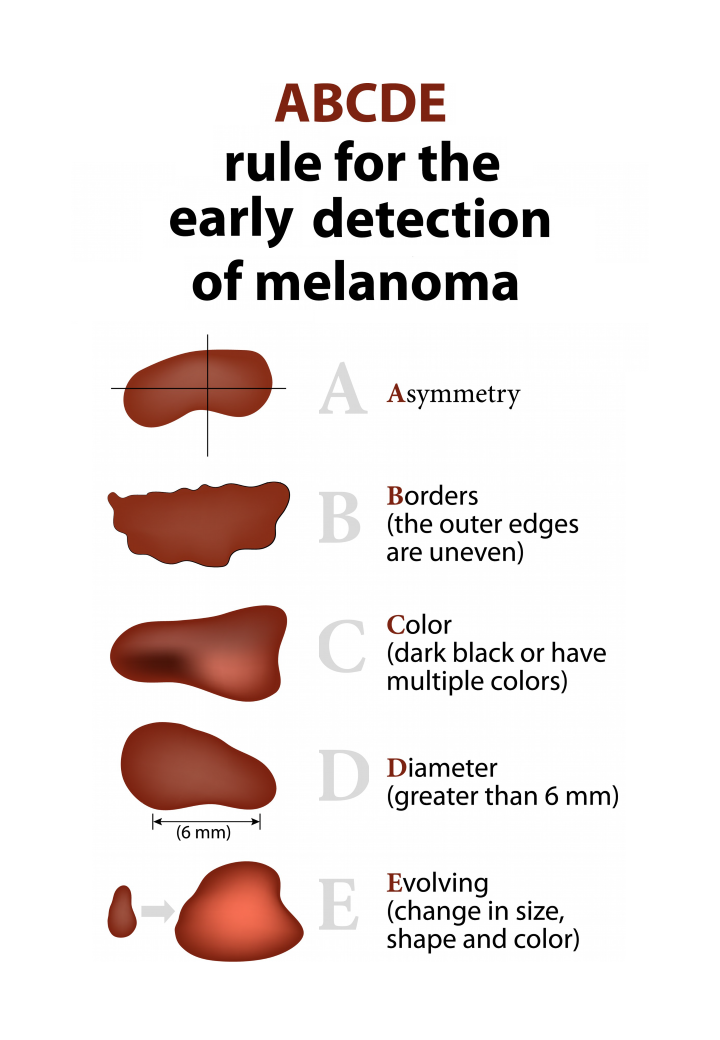 ABCDE
rule for the
early detection
of melanoma
A
Asymmetry
B
Borders
(the outer edges
are uneven)
C
Color
(dark black or have
multiple colors)
D
Diameter
(greater than 6 mm)
(6 mm)
E
Evolving
(change in size,
shape and color)